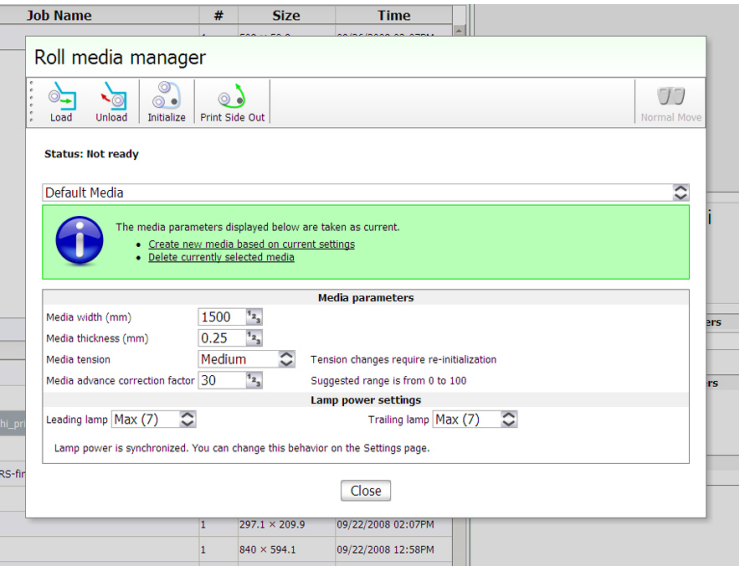 Job Name # Size Time
Roll media manager
Load Unload Initialize Print Side Out Normal Move
Status: Not ready
Default Media
The media parameters displayed below are taken as current.
• Create new media based on current settings
• Delete currently selected media
Media parameters
Media width (mm) 1500
Media thickness (mm) 0.25
Media tension Medium Tension changes require re-initialization
Media advance correction factor 30 Suggested range is from 0 to 100
Lamp power settings
Leading lamp Max (7) Trailing lamp Max (7)
Lamp power is synchronized. You can change this behavior on the Settings page.
Close
1 297.1 × 209.9 09/22/2008 02:07PM
1 840 × 594.1 09/22/2008 12:58PM